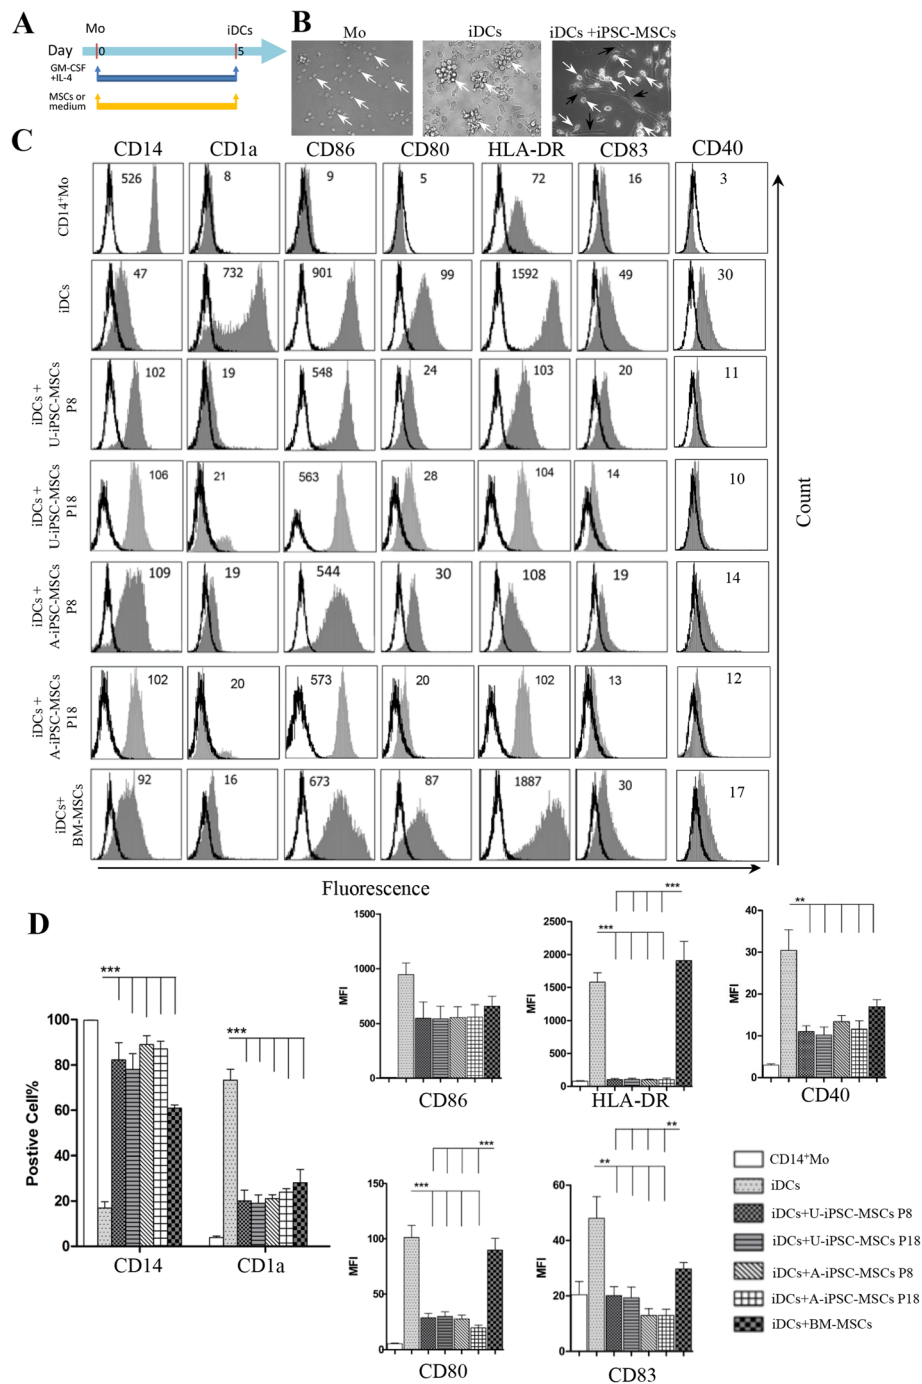 A
Mo
iDCs
Day
0
5
GM-CSF
+IL-4
MSCs or
medium
B
Mo
iDCs
iDCs +iPSC-MSCs
C
CD14
CD1a
CD86
CD80
HLA-DR
CD83
CD40
CD14+Mo
526
8
9
5
72
16
3
iDCs
47
732
901
99
1592
49
30
iDCs +
U-iPSC-MSCs
P8
102
19
548
24
103
20
11
iDCs +
U-iPSC-MSCs
P18
106
21
563
28
104
14
10
iDCs +
A-iPSC-MSCs
P8
109
19
544
30
108
19
14
iDCs +
A-iPSC-MSCs
P18
102
20
573
20
102
13
12
iDCs+
BM-MSCs
92
16
673
87
1887
30
17
Count
Fluorescence
D
Postive Cell%
100
80
60
40
20
0
***
***
CD14
CD1a
MFI
1500
1000
500
0
CD86
MFI
2500
2000
1500
1000
500
0
***
***
HLA-DR
MFI
40
30
20
10
0
**
CD40
MFI
150
100
50
0
***
***
CD80
MFI
60
40
20
0
**
**
CD83
CD14+Mo
iDCs
iDCs+U-iPSC-MSCs P8
iDCs+U-iPSC-MSCs P18
iDCs+A-iPSC-MSCs P8
iDCs+A-iPSC-MSCs P18
iDCs+BM-MSCs